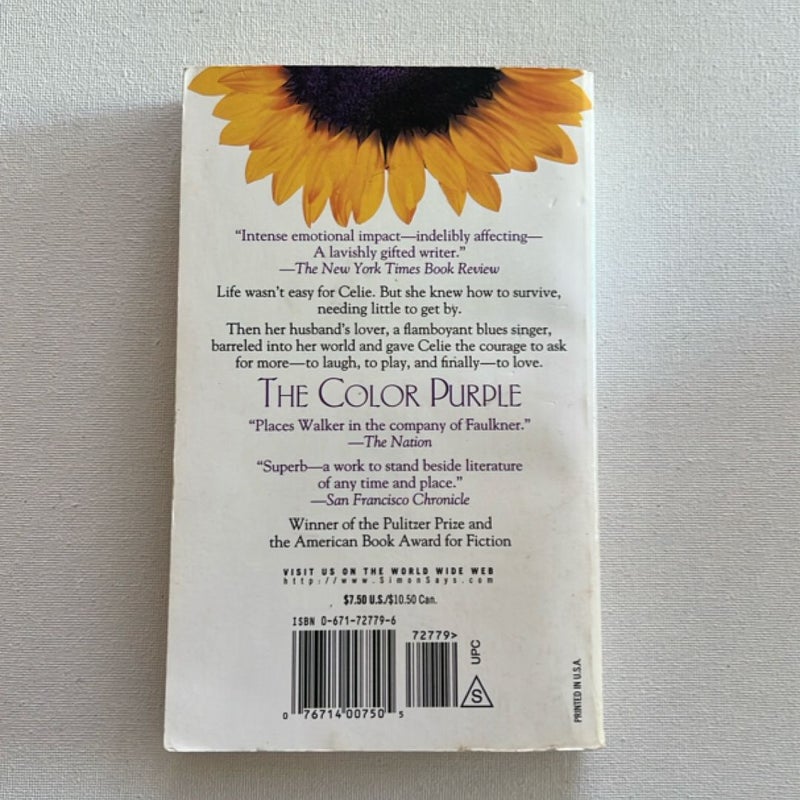 “Intense emotional impact—indelibly affecting—
A lavishly gifted writer.”
—The New York Times Book Review
Life wasn't easy for Celie. But she knew how to survive,
needing little to get by.
Then her husband's lover, a flamboyant blues singer,
barreled into her world and gave Celie the courage to ask
for more—to laugh, to play, and finally—to love.
THE COLOR PURPLE
“Places Walker in the company of Faulkner.”
—The Nation
“Superb—a work to stand beside literature
of any time and place.”
—San Francisco Chronicle
Winner of the Pulitzer Prize and
the American Book Award for Fiction
VISIT US ON THE WORLD WIDE WEB
http://www.SimonSays.com
$7.50 U.S./$10.50 Can.
ISBN 0-671-72779-6
72779>
UPC
S
0 76714 00750 5
PRINTED IN U.S.A.